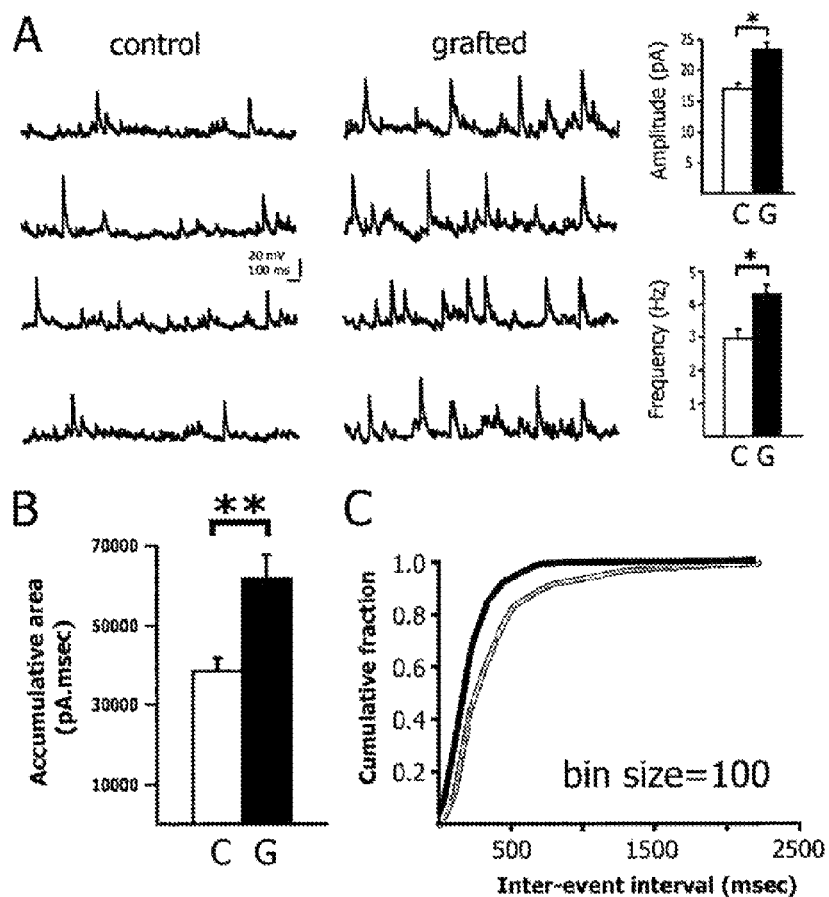 A
control
grafted
20 mV
100 ms
*
Amplitude (pA)
25
20
15
10
5
C G
*
Frequency (Hz)
5
4
3
2
1
C G
B
**
Accumulative area
(pA.msec)
70000
50000
30000
10000
C G
C
Cumulative fraction
1.0
0.8
0.6
0.4
0.2
bin size=100
500 1500 2500
Inter-event interval (msec)